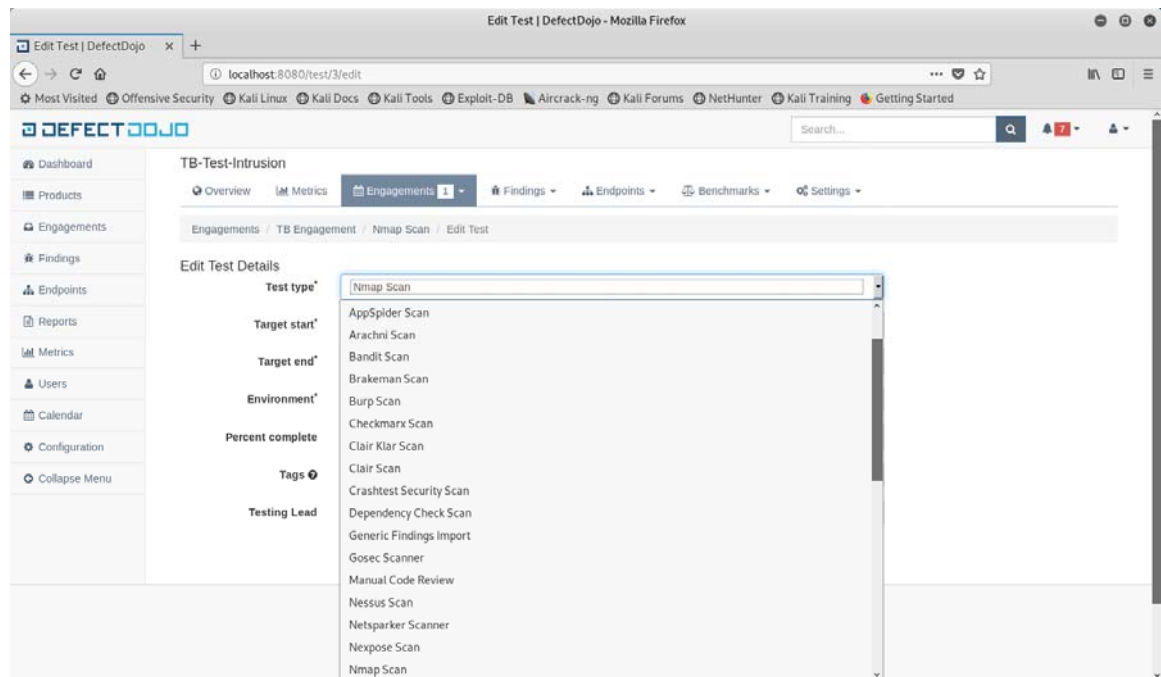 Edit Test | DefectDojo - Mozilla Firefox
Edit Test | DefectDojo
localhost:8080/test/3/edit
Most Visited Offensive Security Kali Linux Kali Docs Kali Tools Exploit-DB Aircrack-ng Kali Forums NetHunter Kali Training Getting Started
DEFECTDOJO
Search...
7
Dashboard
Products
Engagements
Findings
Endpoints
Reports
Metrics
Users
Calendar
Configuration
Collapse Menu
TB-Test-Intrusion
Overview Metrics Engagements 1 Findings Endpoints Benchmarks Settings
Engagements / TB Engagement / Nmap Scan / Edit Test
Edit Test Details
Test type* Nmap Scan
Target start*
Target end*
Environment*
Percent complete
Tags
Testing Lead
AppSpider Scan
Arachni Scan
Bandit Scan
Brakeman Scan
Burp Scan
Checkmarx Scan
Clair Klar Scan
Clair Scan
Crashtest Security Scan
Dependency Check Scan
Generic Findings Import
Gosec Scanner
Manual Code Review
Nessus Scan
Netsparker Scanner
Nexpose Scan
Nmap Scan